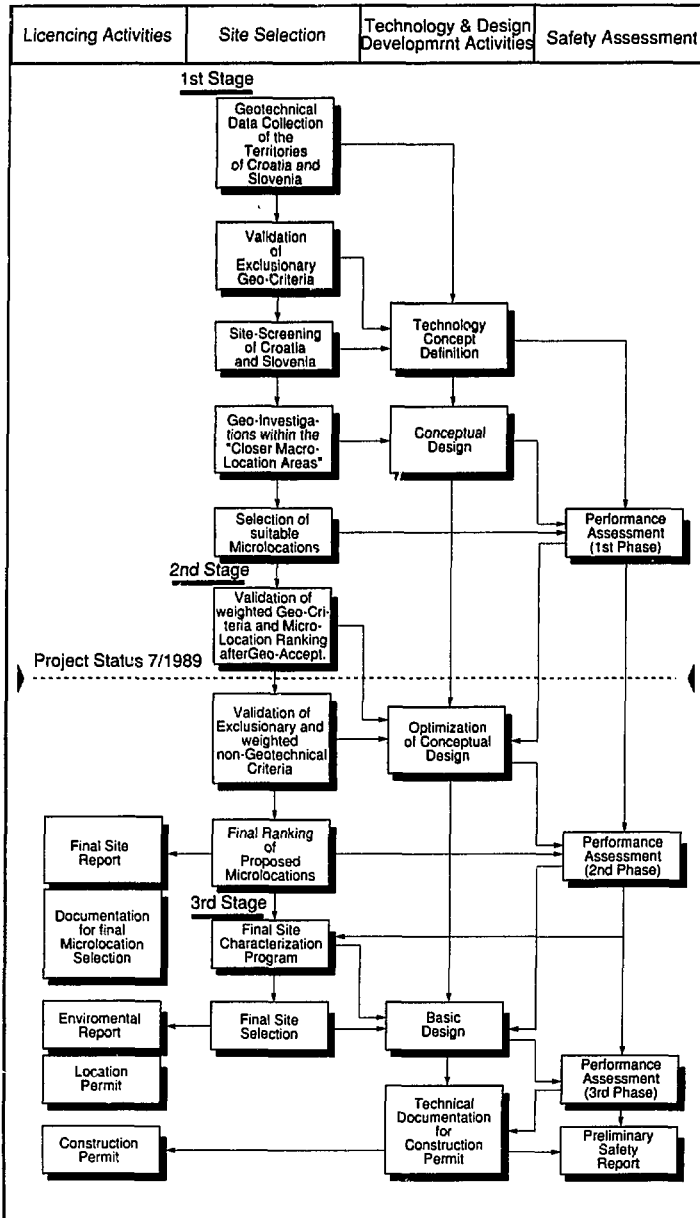 Licencing Activities
Site Selection
Technology & Design
Developmrnt Activities
Safety Assessment
1st Stage
Geotechnical
Data Collection
of the
Territories
of Croatia and
Slovenia
Validation
of
Exclusionary
Geo-Criteria
Site-Screening
of Croatia
and Slovenia
Technology
Concept
Definition
Geo-Investiga-
tions within the
"Closer Macro-
Location Areas"
Conceptual
Design
Selection of
suitable
Microlocations
Performance
Assessment
(1st Phase)
2nd Stage
Validation of
weighted Geo-Cri-
teria and Micro-
Location Ranking
afterGeo-Accept.
Project Status 7/1989
Validation of
Exclusionary and
weighted
non-Geotechnical
Criteria
Optimization
of Conceptual
Design
Final Site
Report
Final Ranking
of
Proposed
Microlocations
Performance
Assessment
(2nd Phase)
3rd Stage
Documentation
for final
Microlocation
Selection
Final Site
Characterization
Program
Enviromental
Report
Final Site
Selection
Basic
Design
Location
Permit
Performance
Assessment
(3rd Phase)
Construction
Permit
Technical
Documentation
for
Construction
Permit
Preliminary
Safety
Report